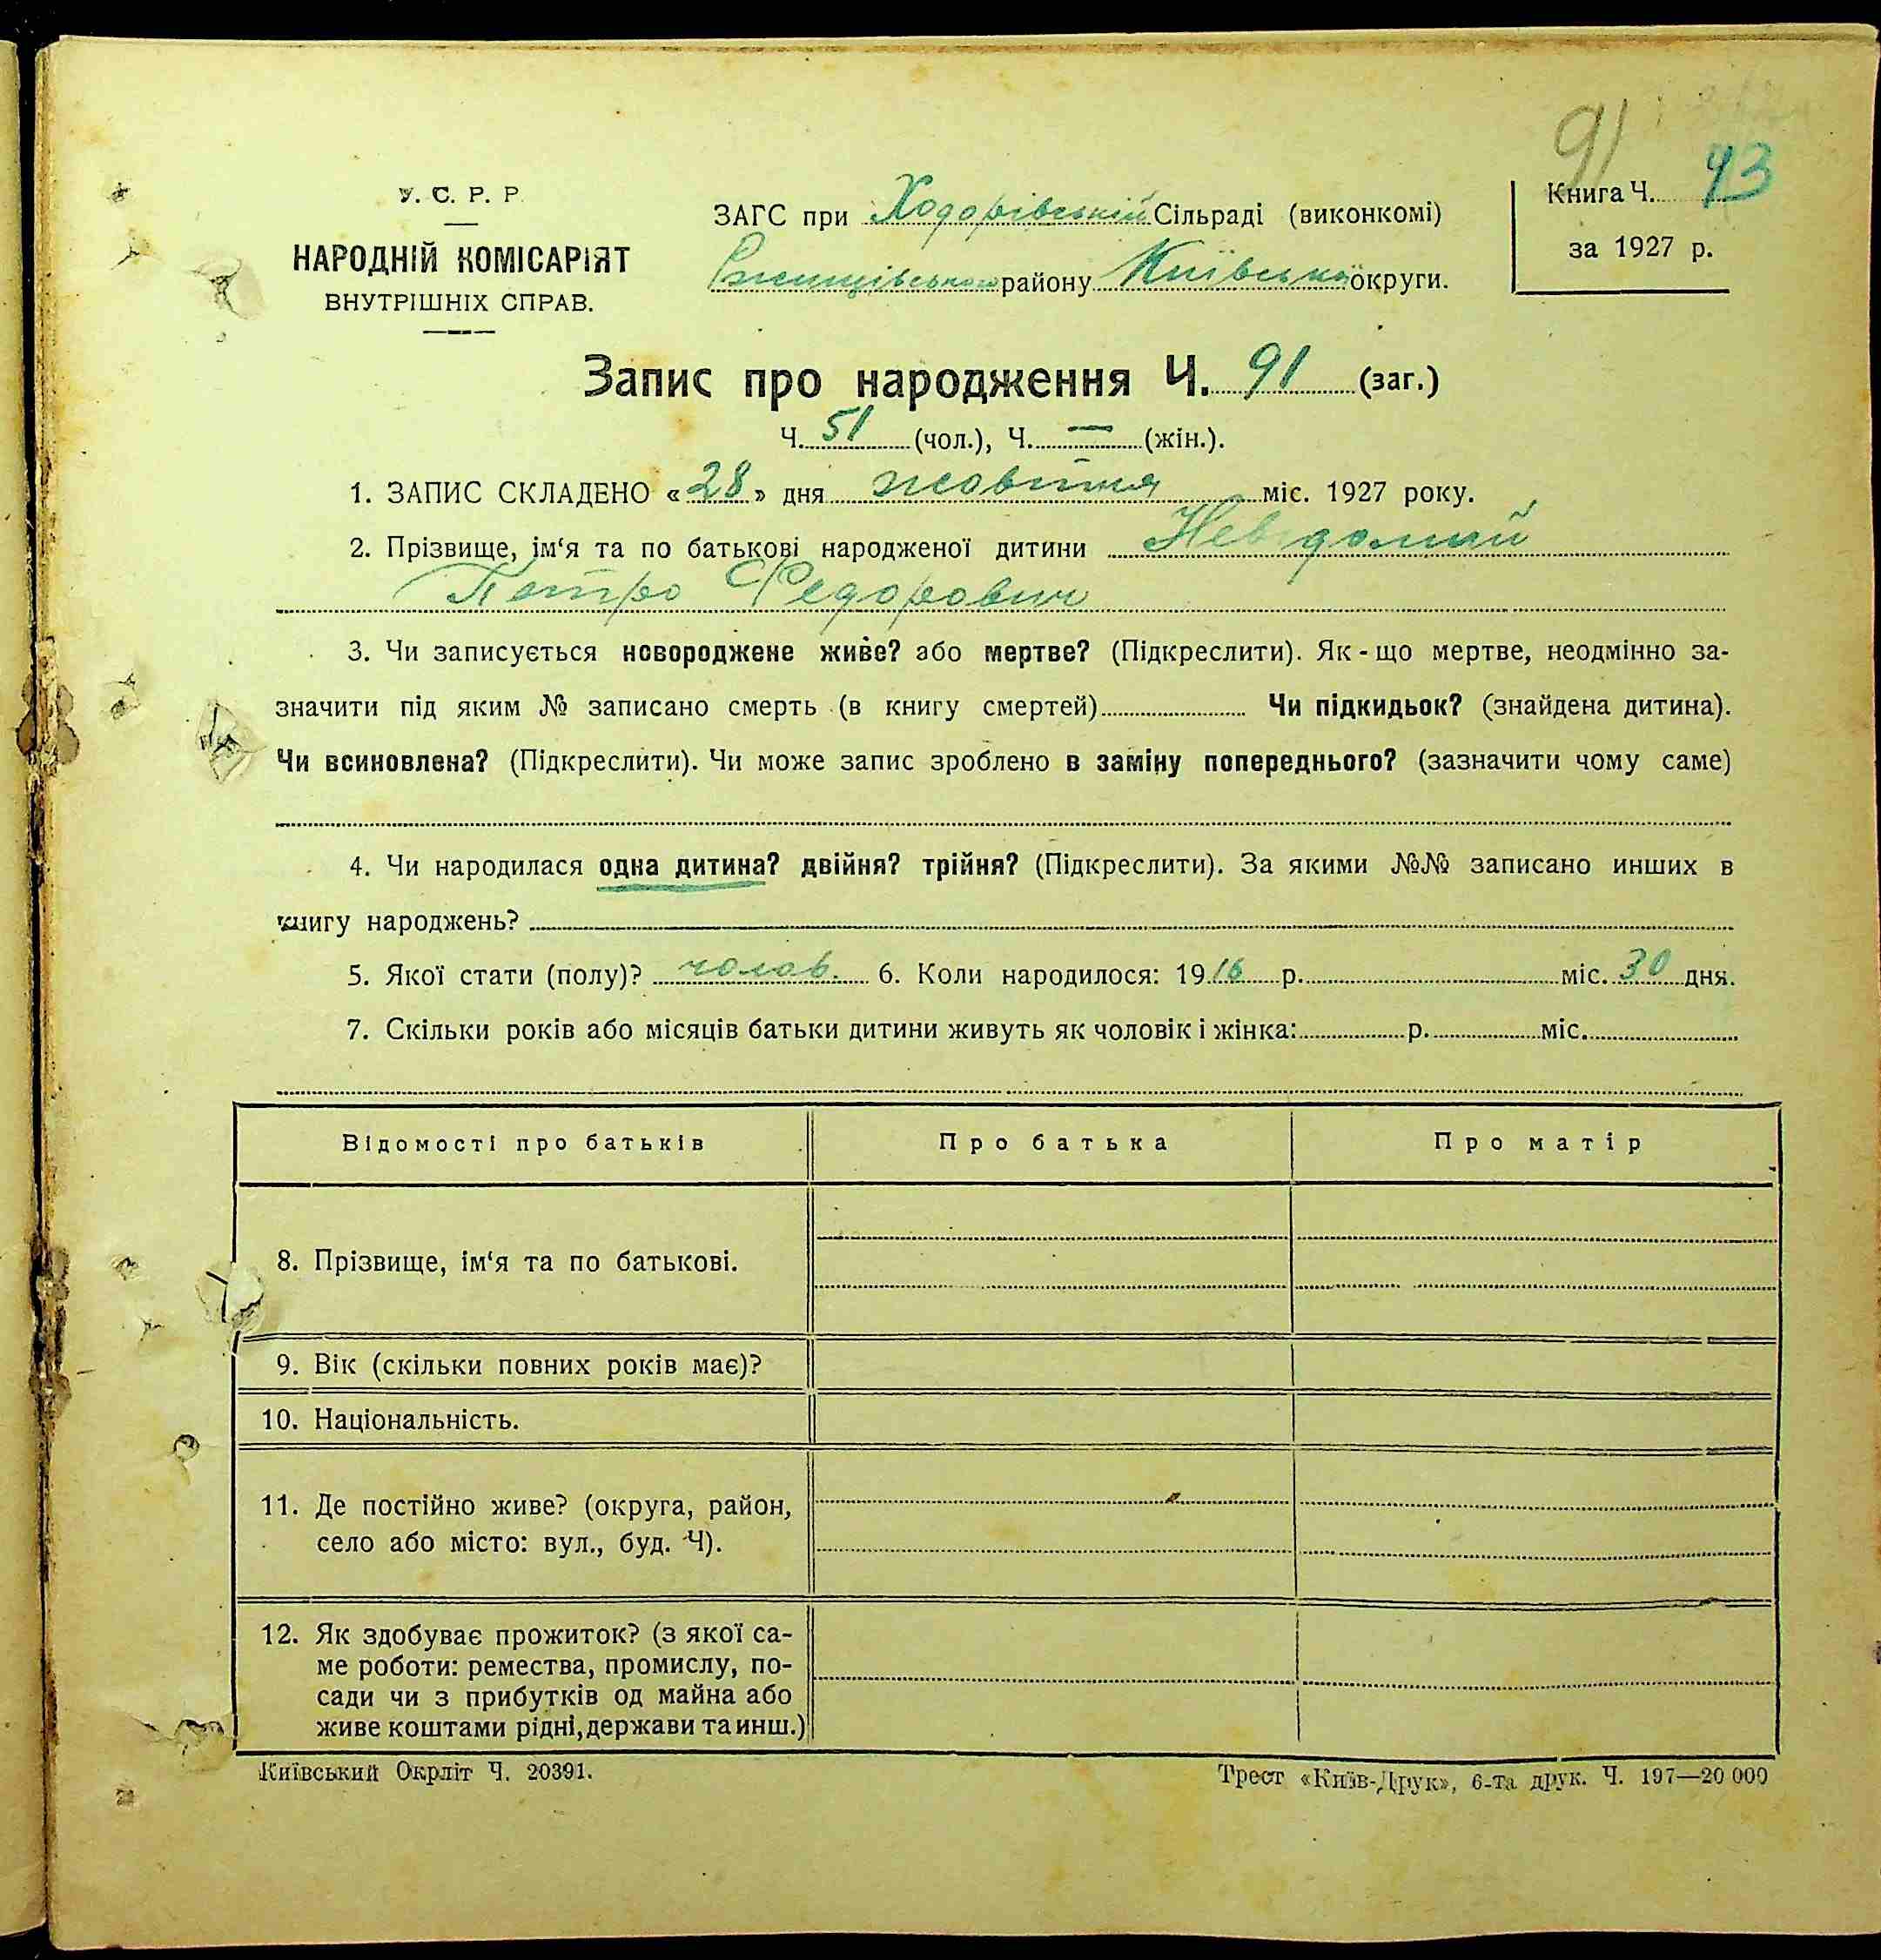 91
У. С. Р. Р.
НАРОДНІЙ КОМІСАРІЯТ
ВНУТРІШНІХ СПРАВ.
ЗАГС при Ходорівській Сільраді (виконкомі)
Ржищівського району Київської округи.
Книга Ч. 43
за 1927 р.
Запис про народження Ч. 91 (заг.)
Ч. 51 (чол.), Ч. — (жін.).
1. ЗАПИС СКЛАДЕНО «28» дня жовтня міс. 1927 року.
2. Прізвище, ім‘я та по батькові народженої дитини Невідомий
Петро Федорович
3. Чи записується новороджене живе? або мертве? (Підкреслити). Як-що мертве, неодмінно за-
значити під яким № записано смерть (в книгу смертей) Чи підкидьок? (знайдена дитина).
Чи всиновлена? (Підкреслити). Чи може запис зроблено в заміну попереднього? (зазначити чому саме)
4. Чи народилася одна дитина? двійня? трійня? (Підкреслити). За якими №№ записано инших в
книгу народжень?
5. Якої стати (полу)? чолов. 6. Коли народилося: 1916 р. міс. 30 дня.
7. Скільки років або місяців батьки дитини живуть як чоловік і жінка: р. міс.
Відомості про батьків Про батька Про матір
8. Прізвище, ім‘я та по батькові.
9. Вік (скільки повних років має)?
10. Національність.
11. Де постійно живе? (округа, район,
село або місто: вул., буд. Ч).
12. Як здобуває прожиток? (з якої са-
ме роботи: ремества, промислу, по-
сади чи з прибутків од майна або
живе коштами рідні, держави та инш.)
Київський Окрліт Ч. 20391.
Трест «Київ-Друк», 6-та друк. Ч. 197—20 000